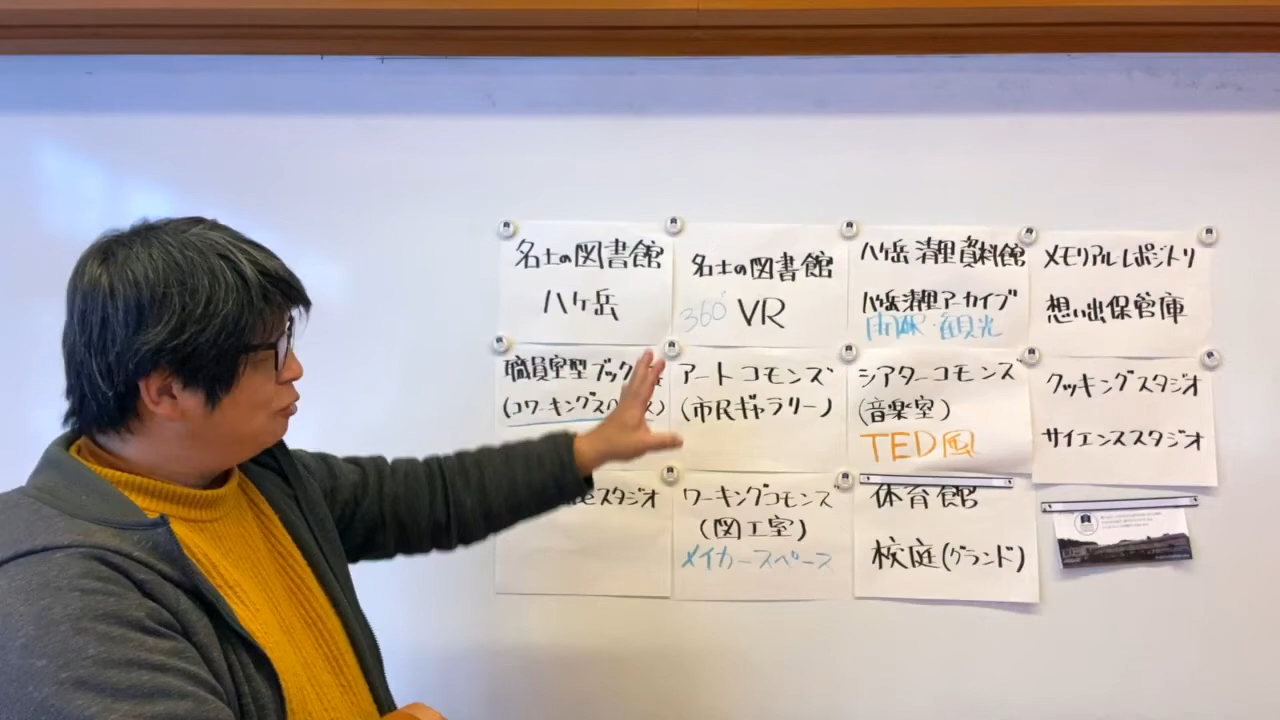 名士の図書館
八ヶ岳
名士の図書館
360° VR
八ヶ岳 清里 資料館
八ヶ岳清里アーカイブ
観光
メモリアルレポジトリ
想い出保管庫
職員室型ブック
(コワーキングス
アートコモンズ
(市民ギャラリー)
シアターコモンズ
(音楽室)
TED風
クッキングスタジオ
サイエンススタジオ
スタジオ
ワーキングコモンズ
(図工室)
メイカースペース
体育館
校庭(グランド)